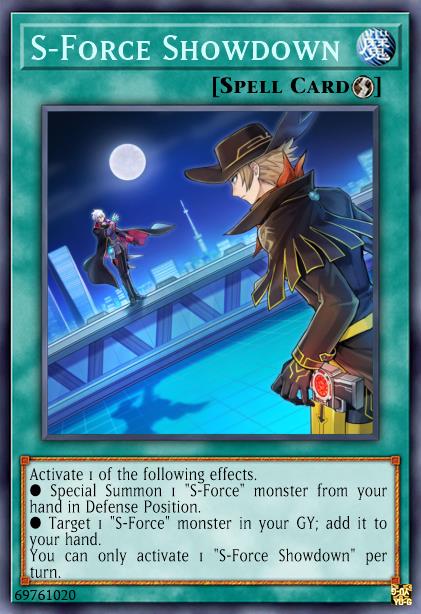 S-Force Showdown
[Spell Card]
Activate 1 of the following effects.
● Special Summon 1 "S-Force" monster from your
hand in Defense Position.
● Target 1 "S-Force" monster in your GY; add it to
your hand.
You can only activate 1 "S-Force Showdown" per
turn.
69761020